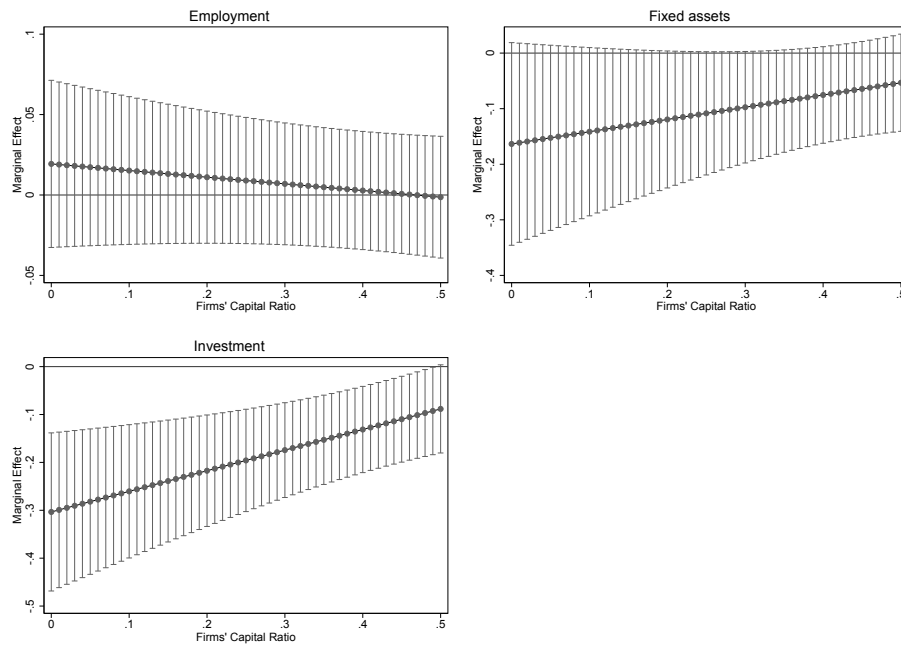 Employment
Marginal Effect
.1
.05
0
-.05
0 .1 .2 .3 .4 .5
Firms' Capital Ratio
Fixed assets
Marginal Effect
0
-.1
-.2
-.3
-.4
0 .1 .2 .3 .4 .5
Firms' Capital Ratio
Investment
Marginal Effect
0
-.1
-.2
-.3
-.4
-.5
0 .1 .2 .3 .4 .5
Firms' Capital Ratio